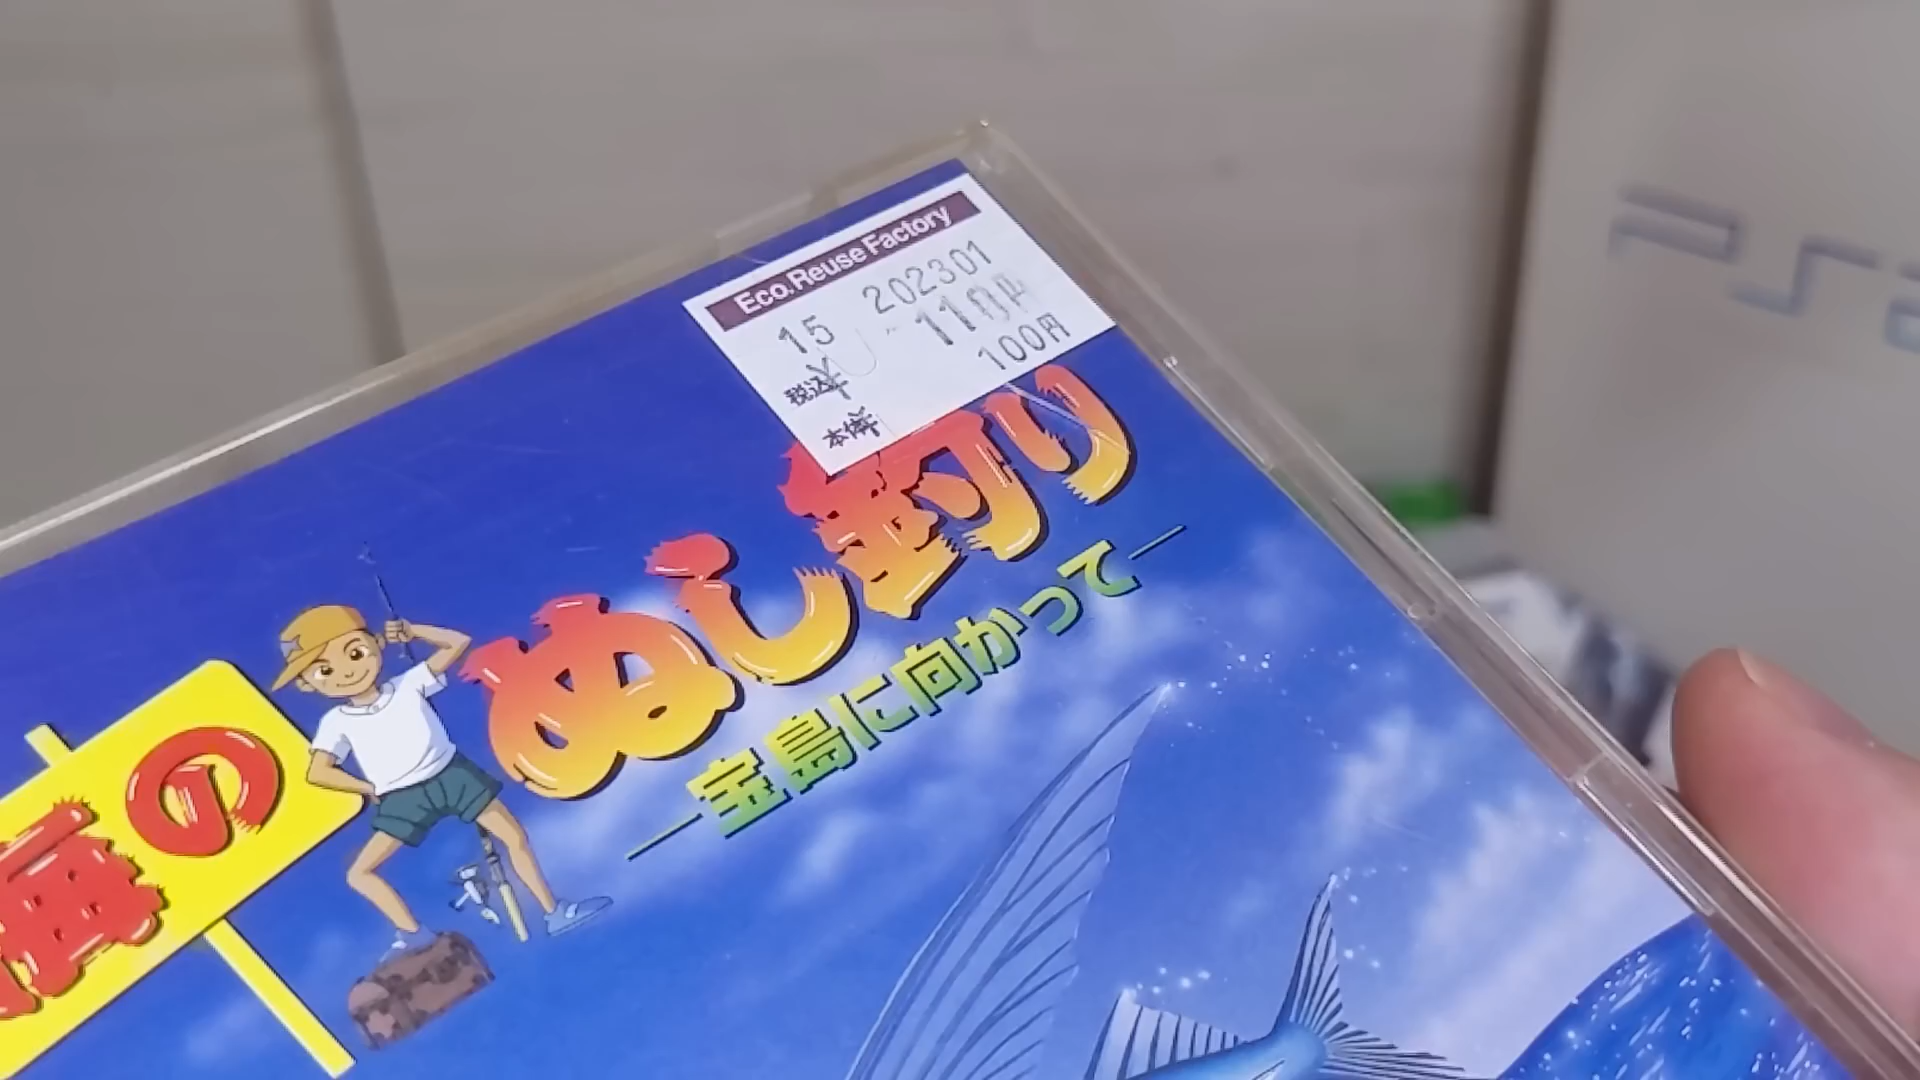 Eco.Reuse Factory
15 202301
税込¥ 110円
本体¥ 100円
海の
ぬし釣り
―宝島に向かって―
PS2